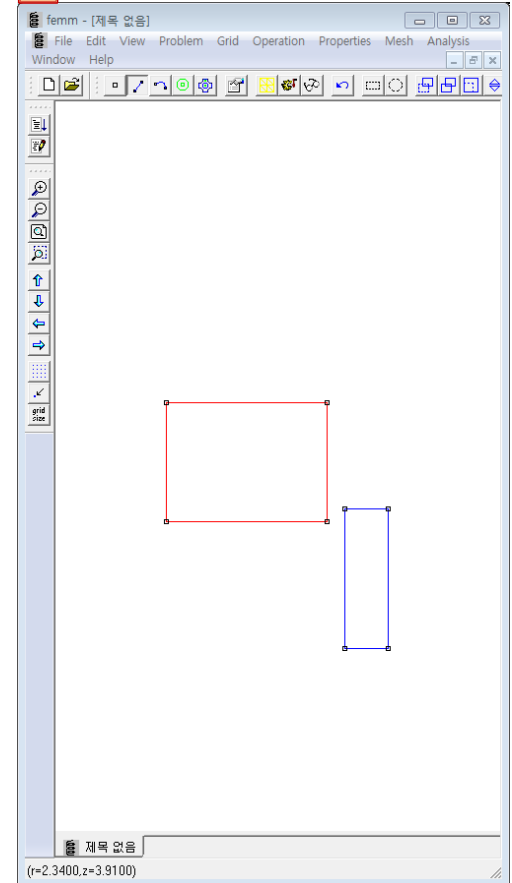 femm - [제목 없음]
File Edit View Problem Grid Operation Properties Mesh Analysis
Window Help
grid
size
제목 없음
(r=2.3400,z=3.9100)